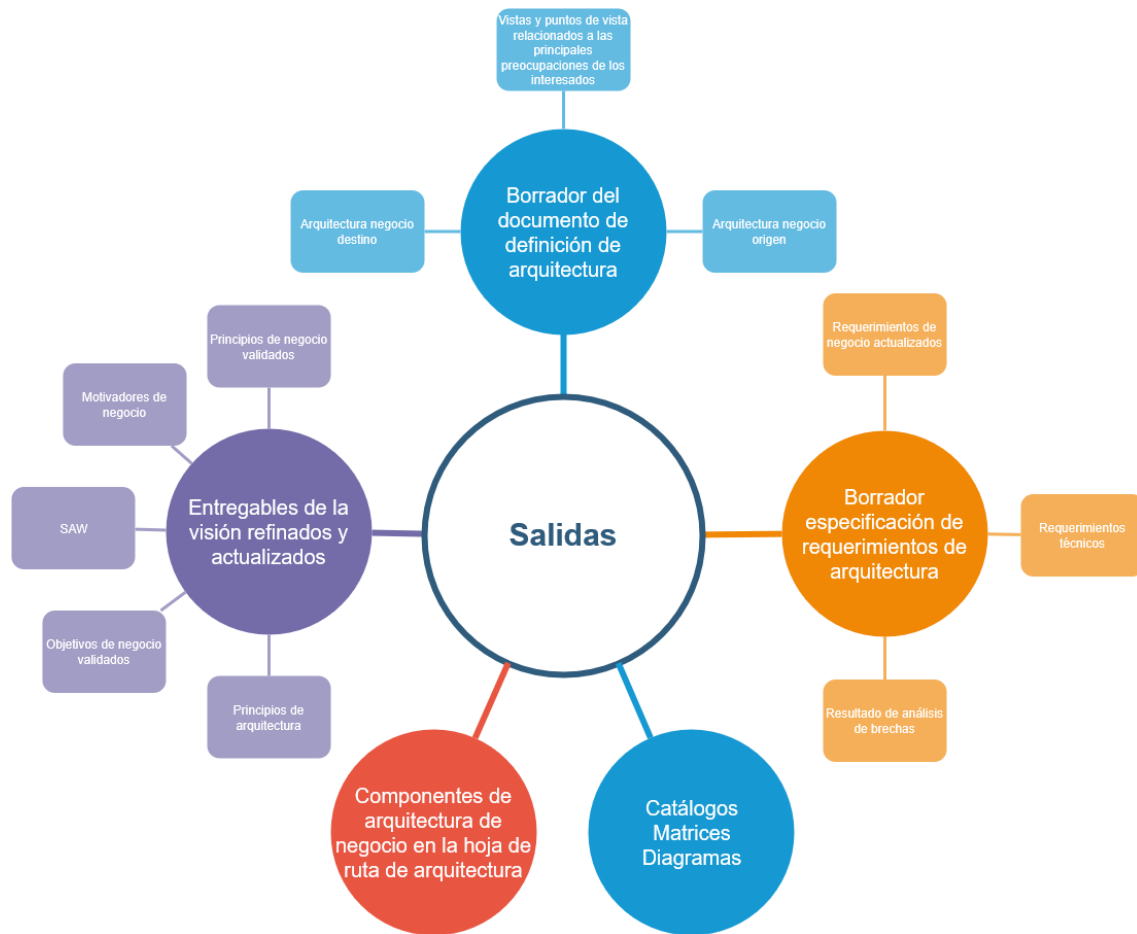 Vistas y puntos de vista
relacionados a las
principales
preocupaciones de los
interesados
Borrador del
documento de
definición de
arquitectura
Arquitectura negocio
destino
Arquitectura negocio
origen
Principios de negocio
validados
Motivadores de
negocio
SAW
Objetivos de negocio
validados
Principios de
arquitectura
Entregables de la
visión refinados y
actualizados
Salidas
Requerimientos de
negocio actualizados
Borrador
especificación de
requerimientos de
arquitectura
Requerimientos
técnicos
Resultado de análisis
de brechas
Componentes de
arquitectura de
negocio en la hoja de
ruta de arquitectura
Catálogos
Matrices
Diagramas